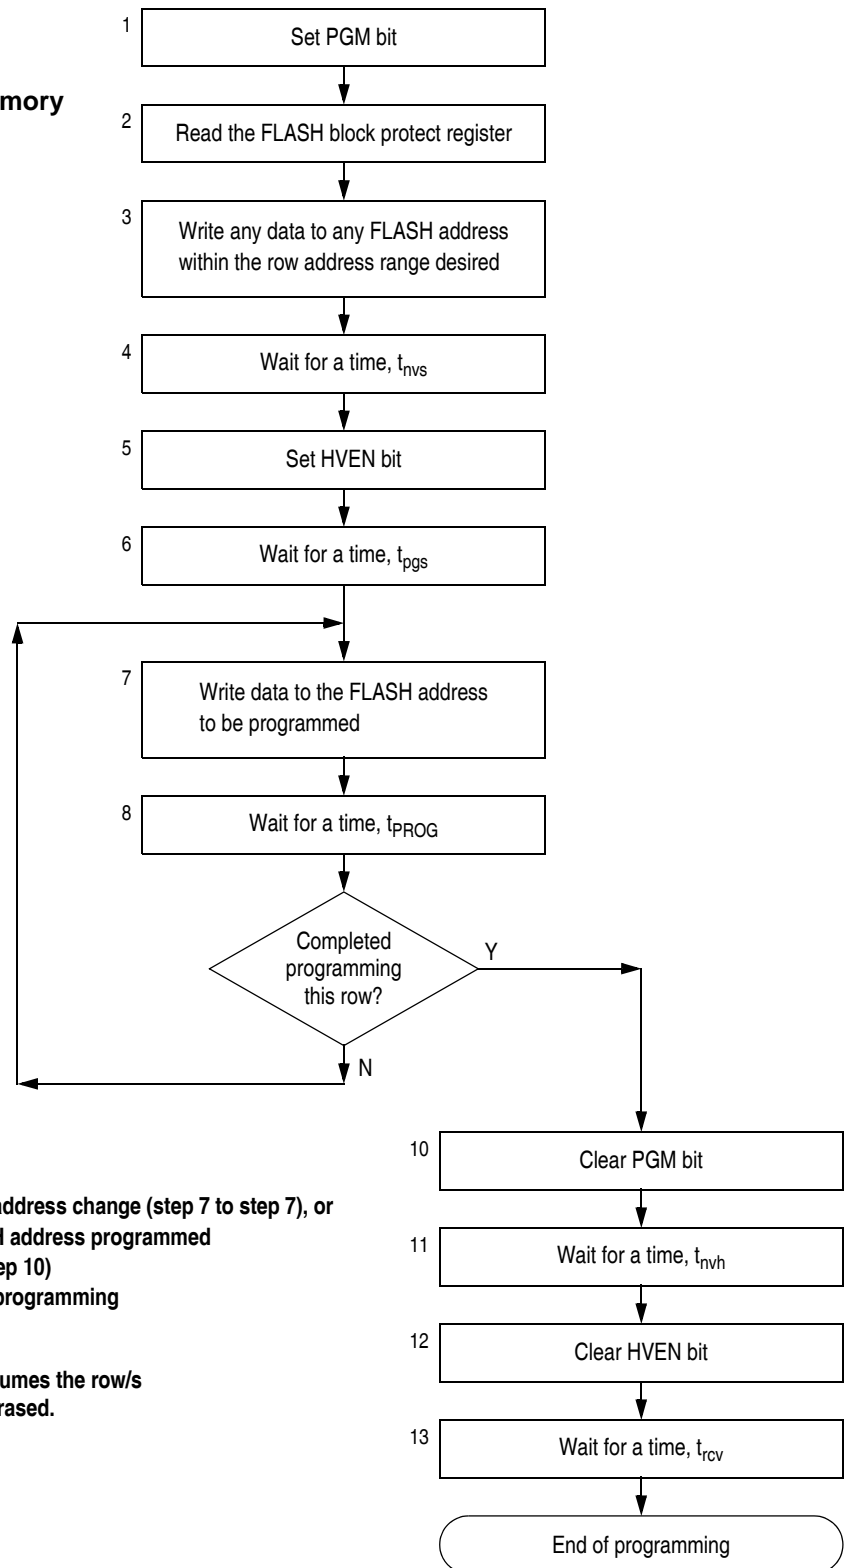 1
Set PGM bit
mory
2
Read the FLASH block protect register
3
Write any data to any FLASH address
within the row address range desired
4
Wait for a time, tnvs
5
Set HVEN bit
6
Wait for a time, tpgs
7
Write data to the FLASH address
to be programmed
8
Wait for a time, tPROG
Completed
programming
this row?
Y
N
10
Clear PGM bit
address change (step 7 to step 7), or
H address programmed
ep 10)
programming
11
Wait for a time, tnvh
12
Clear HVEN bit
umes the row/s
rased.
13
Wait for a time, trcv
End of programming